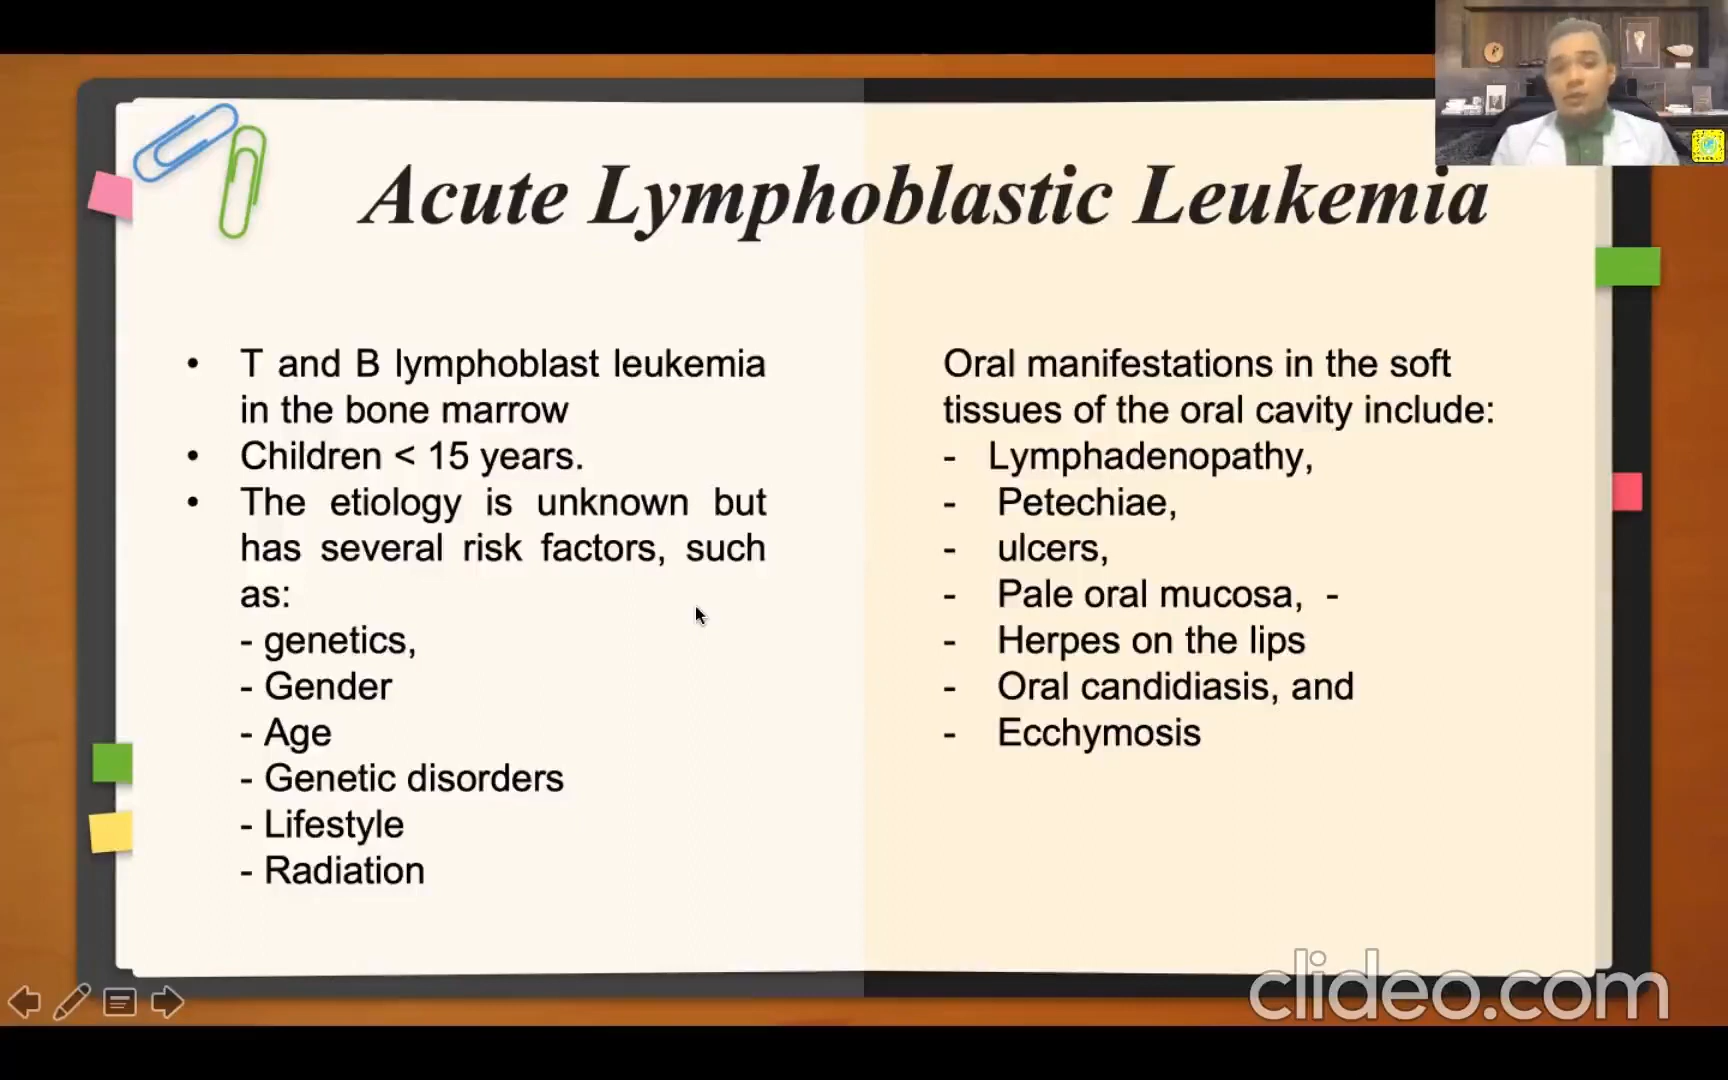 Acute Lymphoblastic Leukemia
• T and B lymphoblast leukemia
in the bone marrow
• Children < 15 years.
• The etiology is unknown but
has several risk factors, such
as:
- genetics,
- Gender
- Age
- Genetic disorders
- Lifestyle
- Radiation
Oral manifestations in the soft
tissues of the oral cavity include:
- Lymphadenopathy,
- Petechiae,
- ulcers,
- Pale oral mucosa, -
- Herpes on the lips
- Oral candidiasis, and
- Ecchymosis
clideo.com